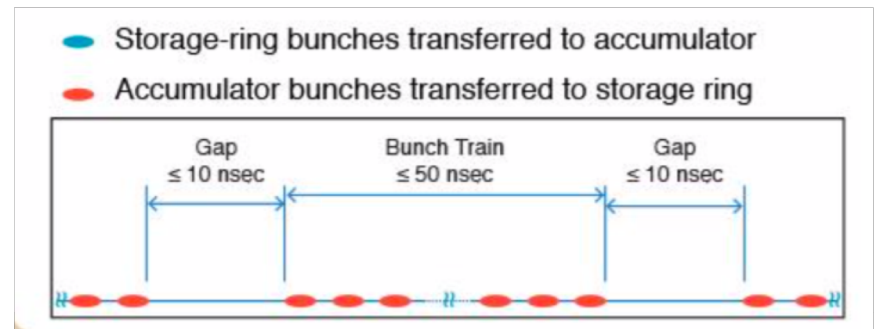 Storage-ring bunches transferred to accumulator
Accumulator bunches transferred to storage ring
Gap
≤ 10 nsec
Bunch Train
≤ 50 nsec
Gap
≤ 10 nsec